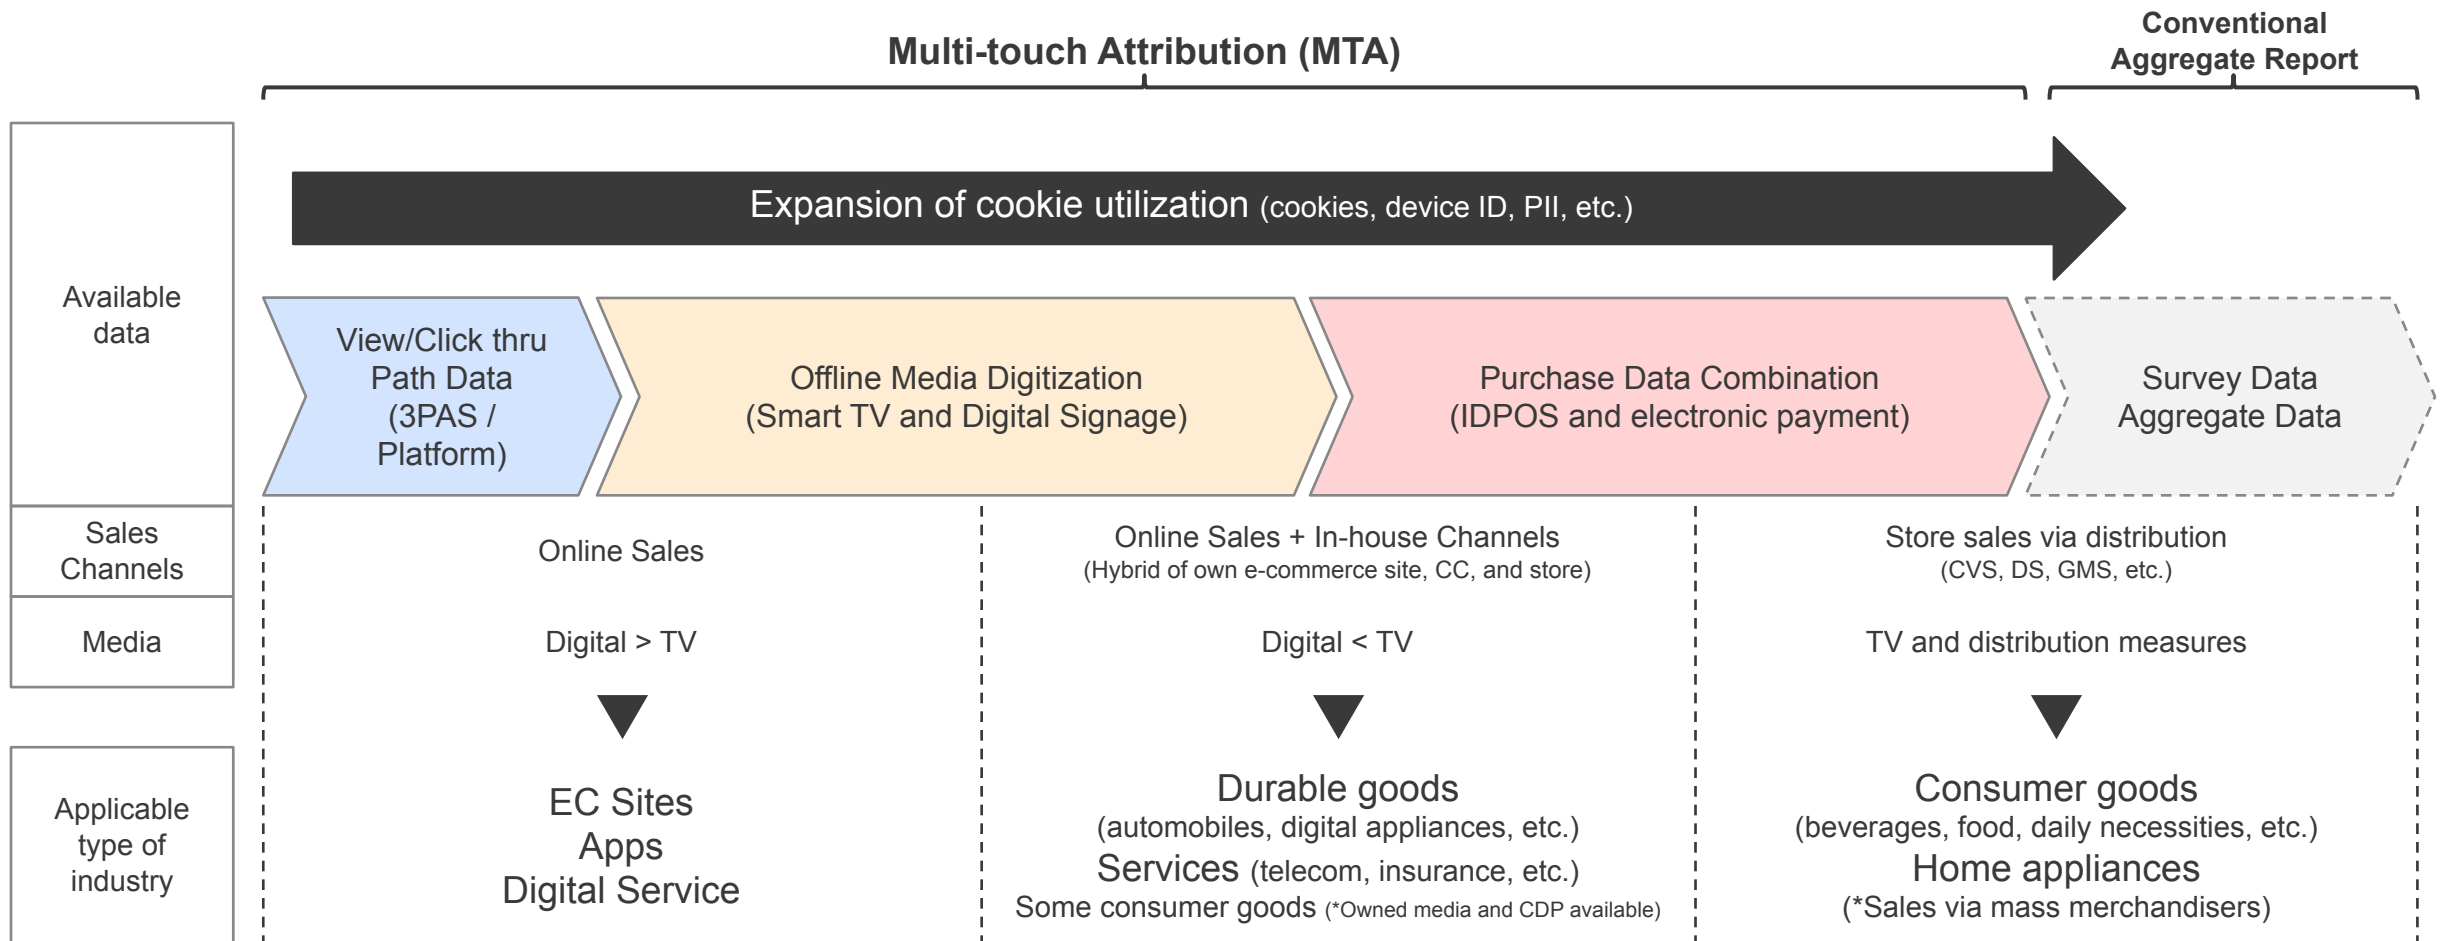 Multi-touch Attribution (MTA)
Conventional
Aggregate Report
Available
data
Expansion of cookie utilization (cookies, device ID, PII, etc.)
View/Click thru
Path Data
(3PAS /
Platform)
Offline Media Digitization
(Smart TV and Digital Signage)
Purchase Data Combination
(IDPOS and electronic payment)
Survey Data
Aggregate Data
Sales
Channels
Online Sales
Online Sales + In-house Channels
(Hybrid of own e-commerce site, CC, and store)
Store sales via distribution
(CVS, DS, GMS, etc.)
Media
Digital > TV
Digital < TV
TV and distribution measures
Applicable
type of
industry
EC Sites
Apps
Digital Service
Durable goods
(automobiles, digital appliances, etc.)
Services (telecom, insurance, etc.)
Some consumer goods (*Owned media and CDP available)
Consumer goods
(beverages, food, daily necessities, etc.)
Home appliances
(*Sales via mass merchandisers)